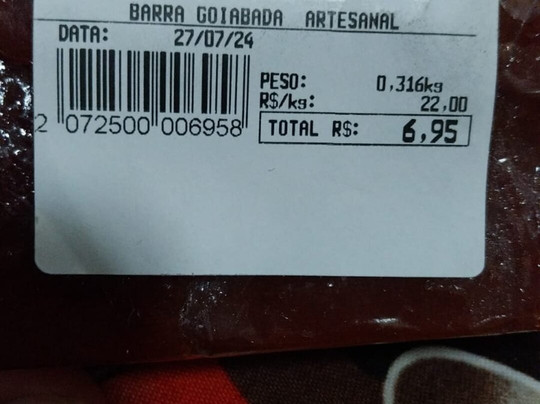 BARRA GOIABADA ARTESANAL
DATA: 27/07/24
PESO: 0,316kg
R$/kg: 22,00
2 072500 006958
TOTAL R$: 6,95